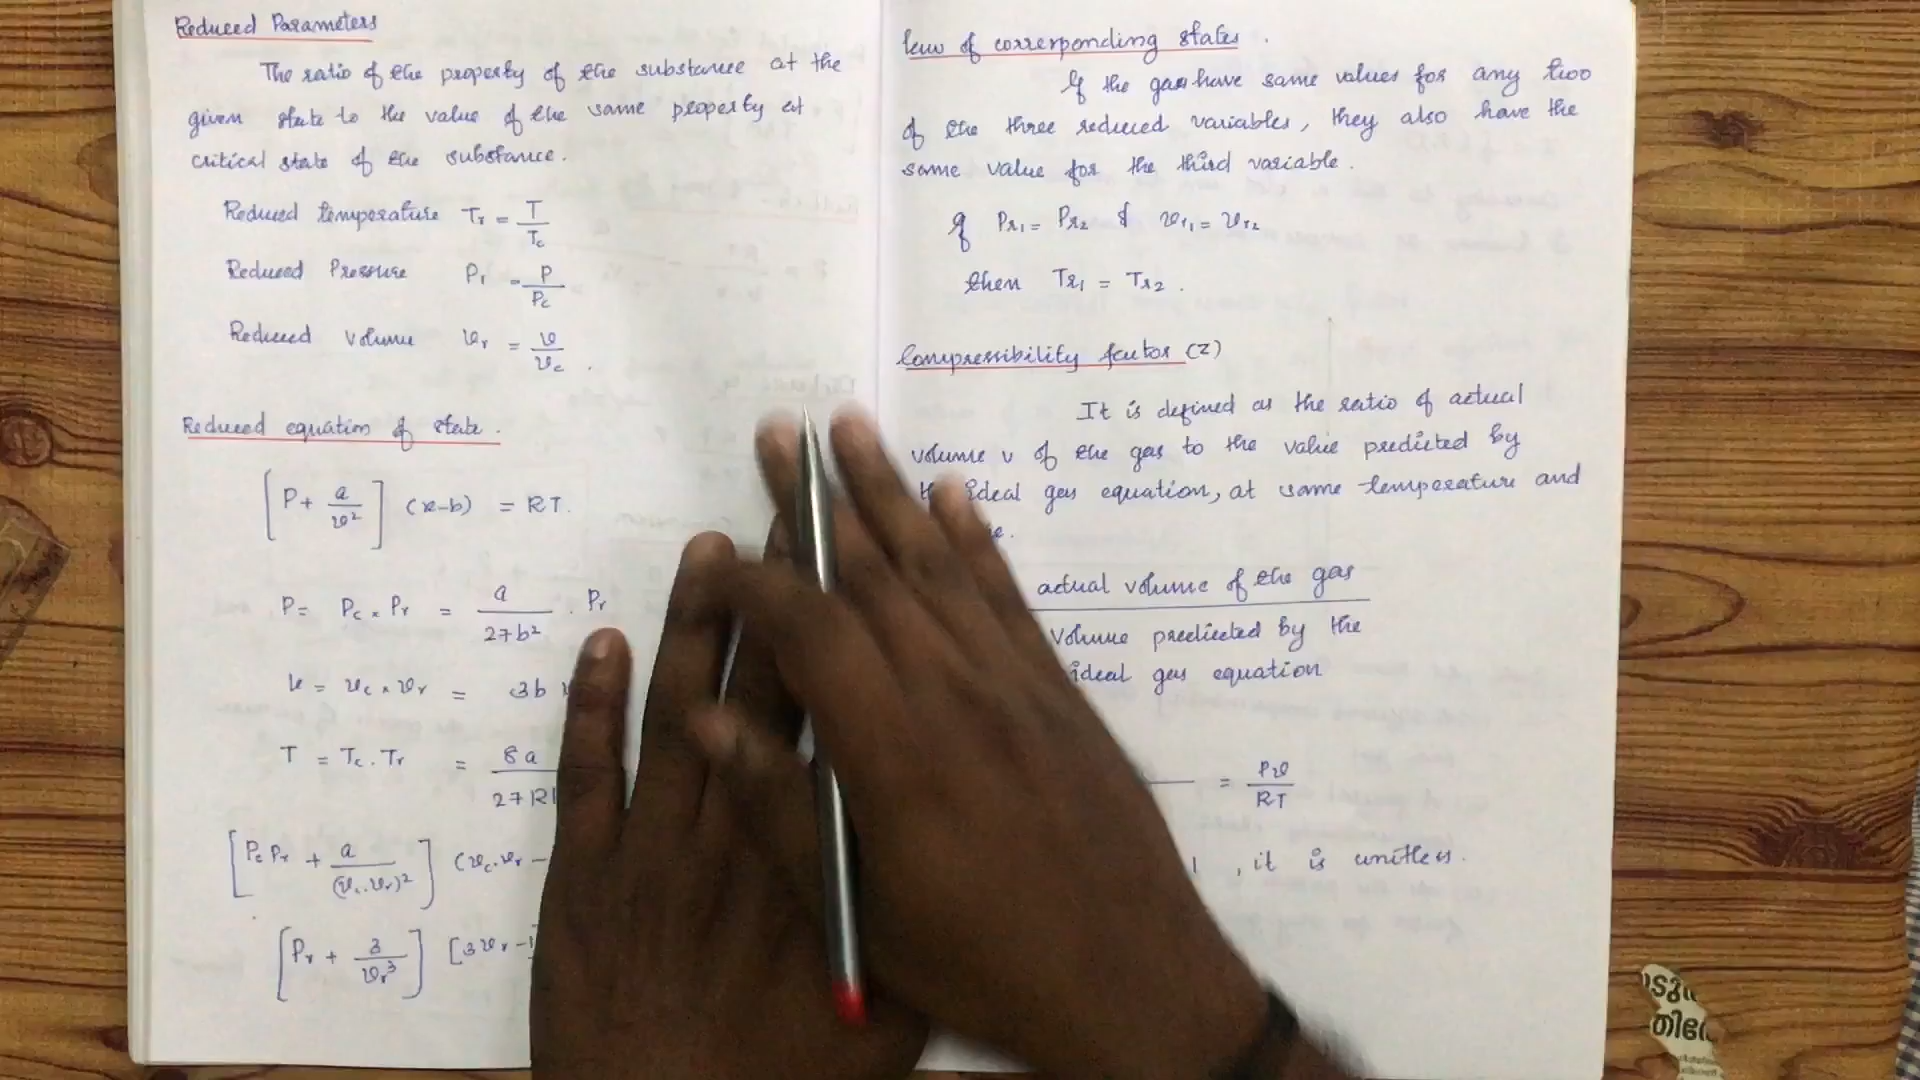 Reduced Parameters
The ratio of the property of the substance at the
given state to the value of the same property at
critical state of the substance.
Reduced temperature Tr = T/Tc
Reduced Pressure Pr = P/Pc
Reduced volume vr = v/vc .
Reduced equation of state .
[P + a/v²] (v-b) = RT.
P = Pc × Pr = a/27b² . Pr
v = vc × vr = 3b
T = Tc . Tr = 8a/27R
[Pc Pr + a/(vc.vr)²] (vc.vr -
[Pr + 3/vr³] [3vr -1]
law of corresponding states .
If the gas have same values for any two
of the three reduced variables, they also have the
same value for the third variable .
If Pr1 = Pr2 & vr1 = vr2
then Tr1 = Tr2 .
Compressibility factor (Z)
It is defined as the ratio of actual
volume v of the gas to the value predicted by
ideal gas equation, at same temperature and
actual volume of the gas
Volume predicted by the
ideal gas equation
= Pv/RT
1 , it is unitless .